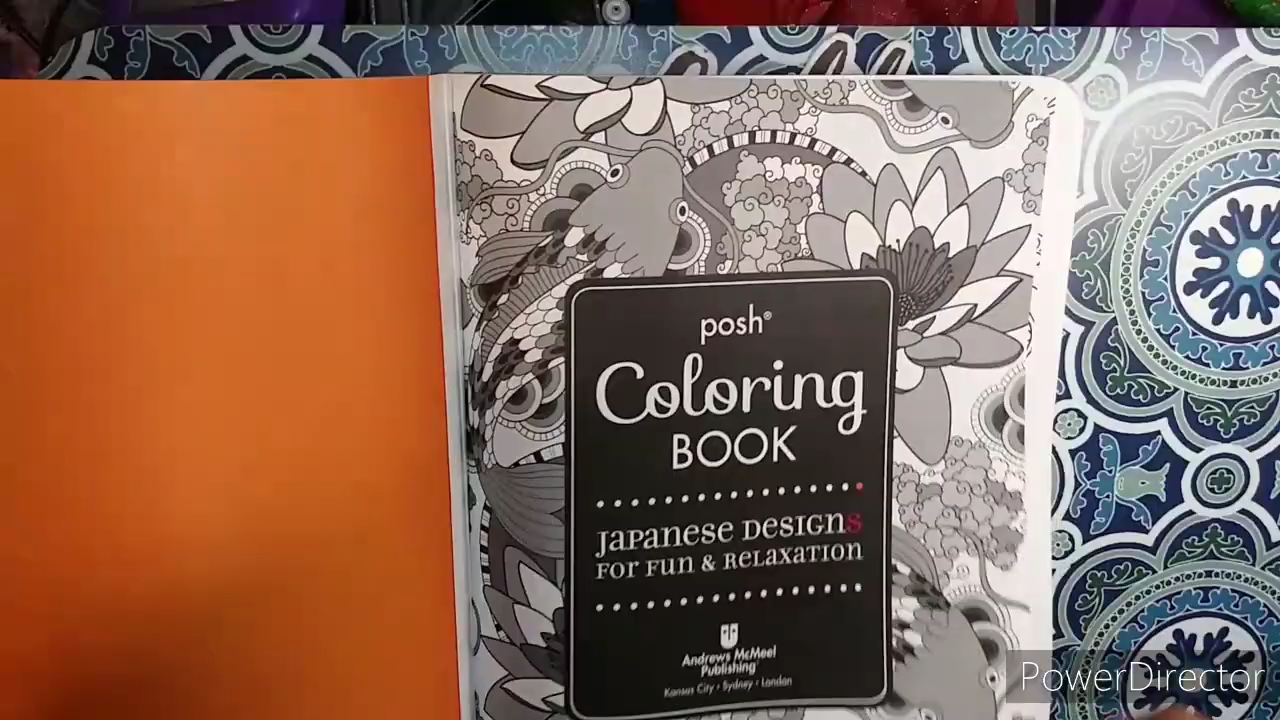 posh®
Coloring
BOOK
JAPANESE DESIGNS
FOR FUN & RELAXATION
Andrews McMeel
Publishing®
Kansas City • Sydney • London
PowerDirector